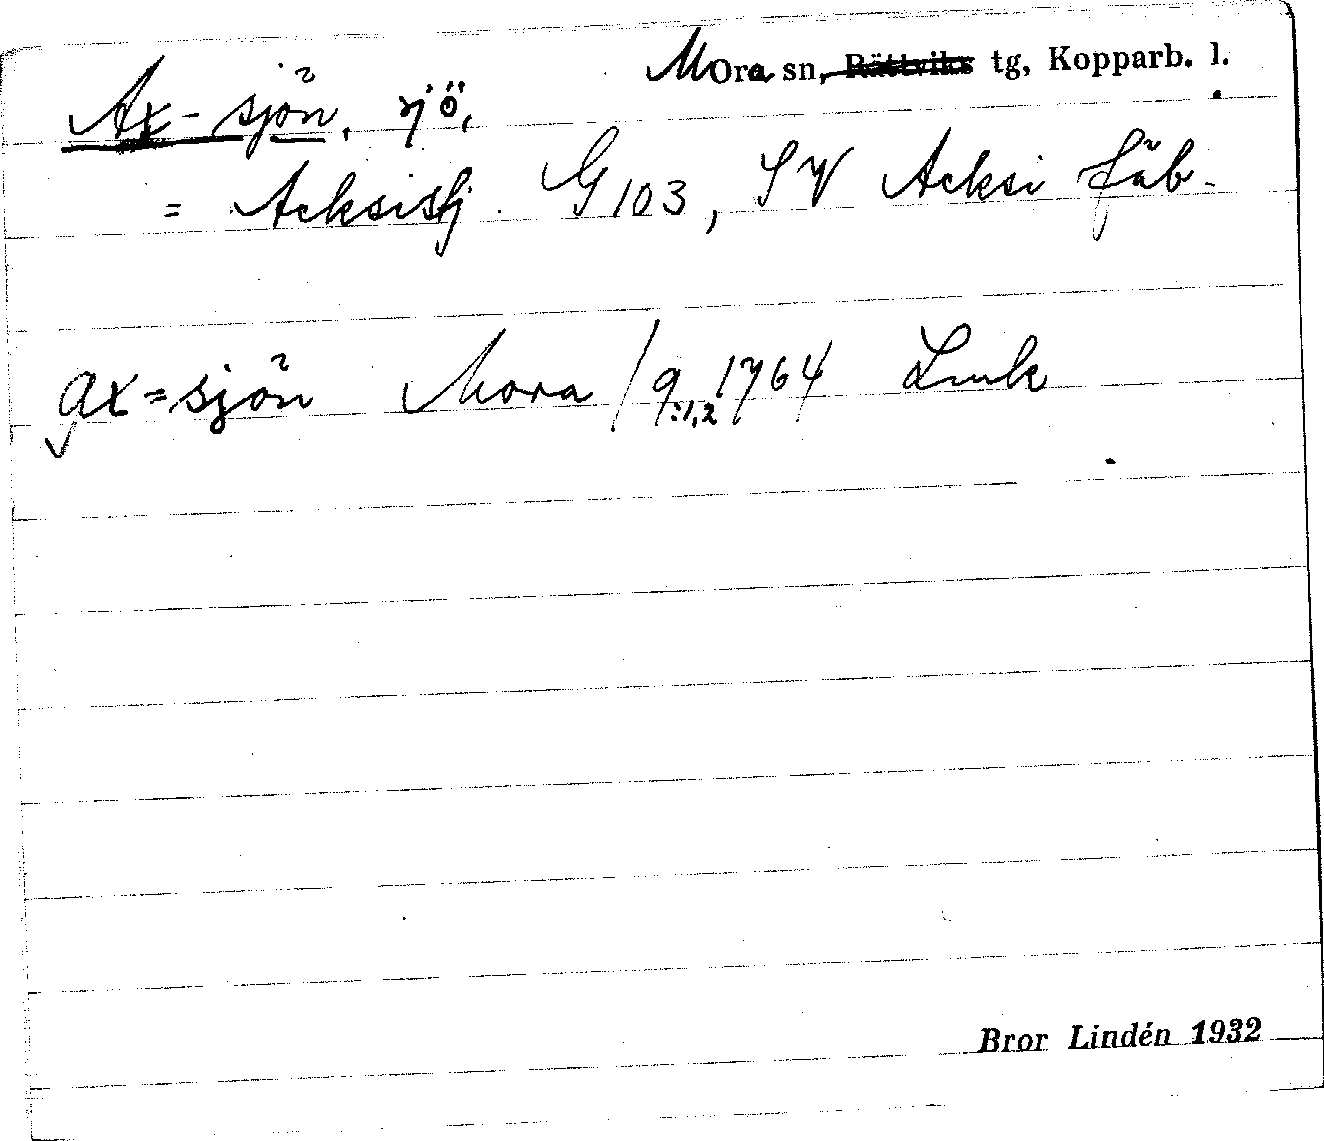 Mora sn, Rättviks tg, Kopparb. l.
Ax-sjön, sjö,
= Acksisj. G 103, SV Acksi fäb.
ax=sjön Mora / 9:1,2 1764 Lmk
Bror Lindén 1932